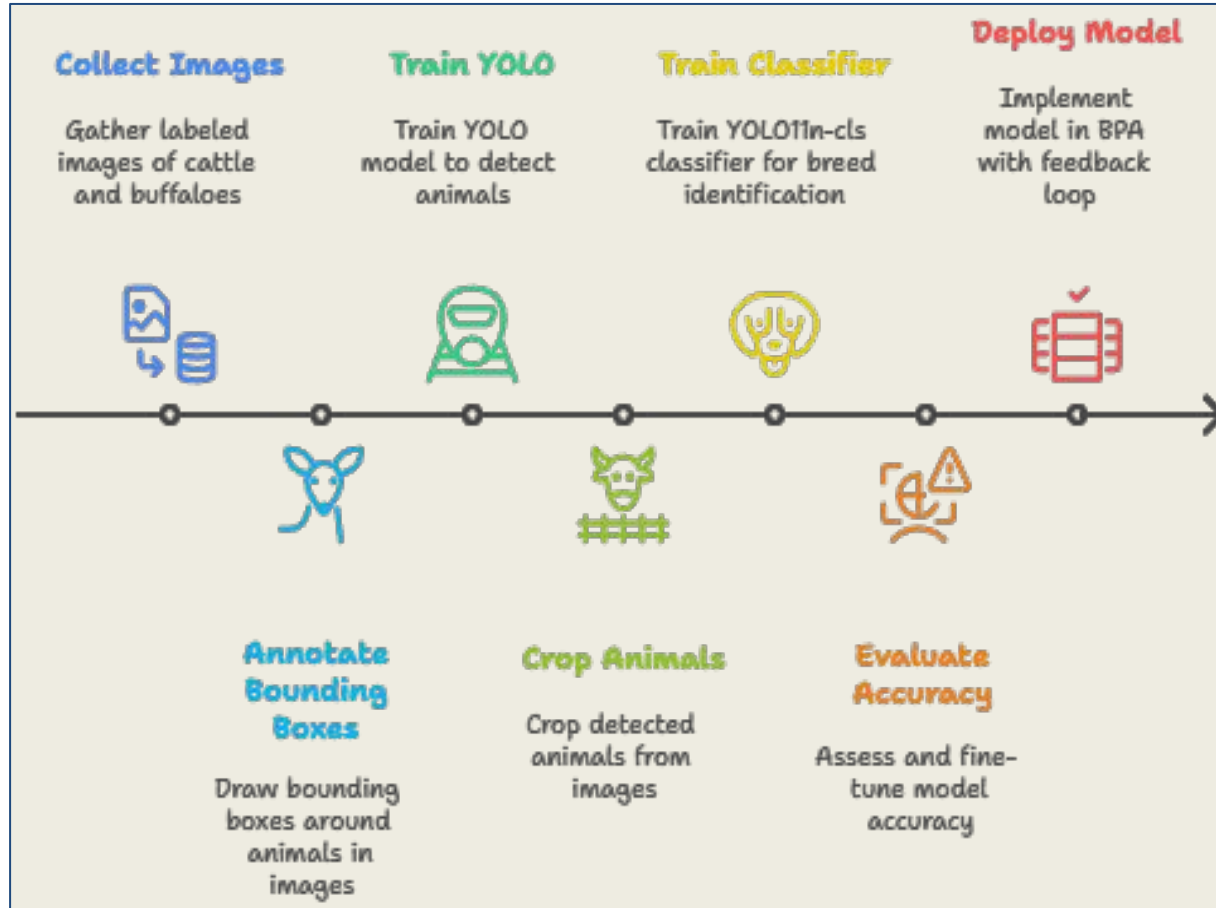 Collect Images
Gather labeled
images of cattle
and buffaloes
Annotate
Bounding
Boxes
Draw bounding
boxes around
animals in
images
Train YOLO
Train YOLO
model to detect
animals
Crop Animals
Crop detected
animals from
images
Train Classifier
Train YOLO11n-cls
classifier for breed
identification
Evaluate
Accuracy
Assess and fine-
tune model
accuracy
Deploy Model
Implement
model in BPA
with feedback
loop